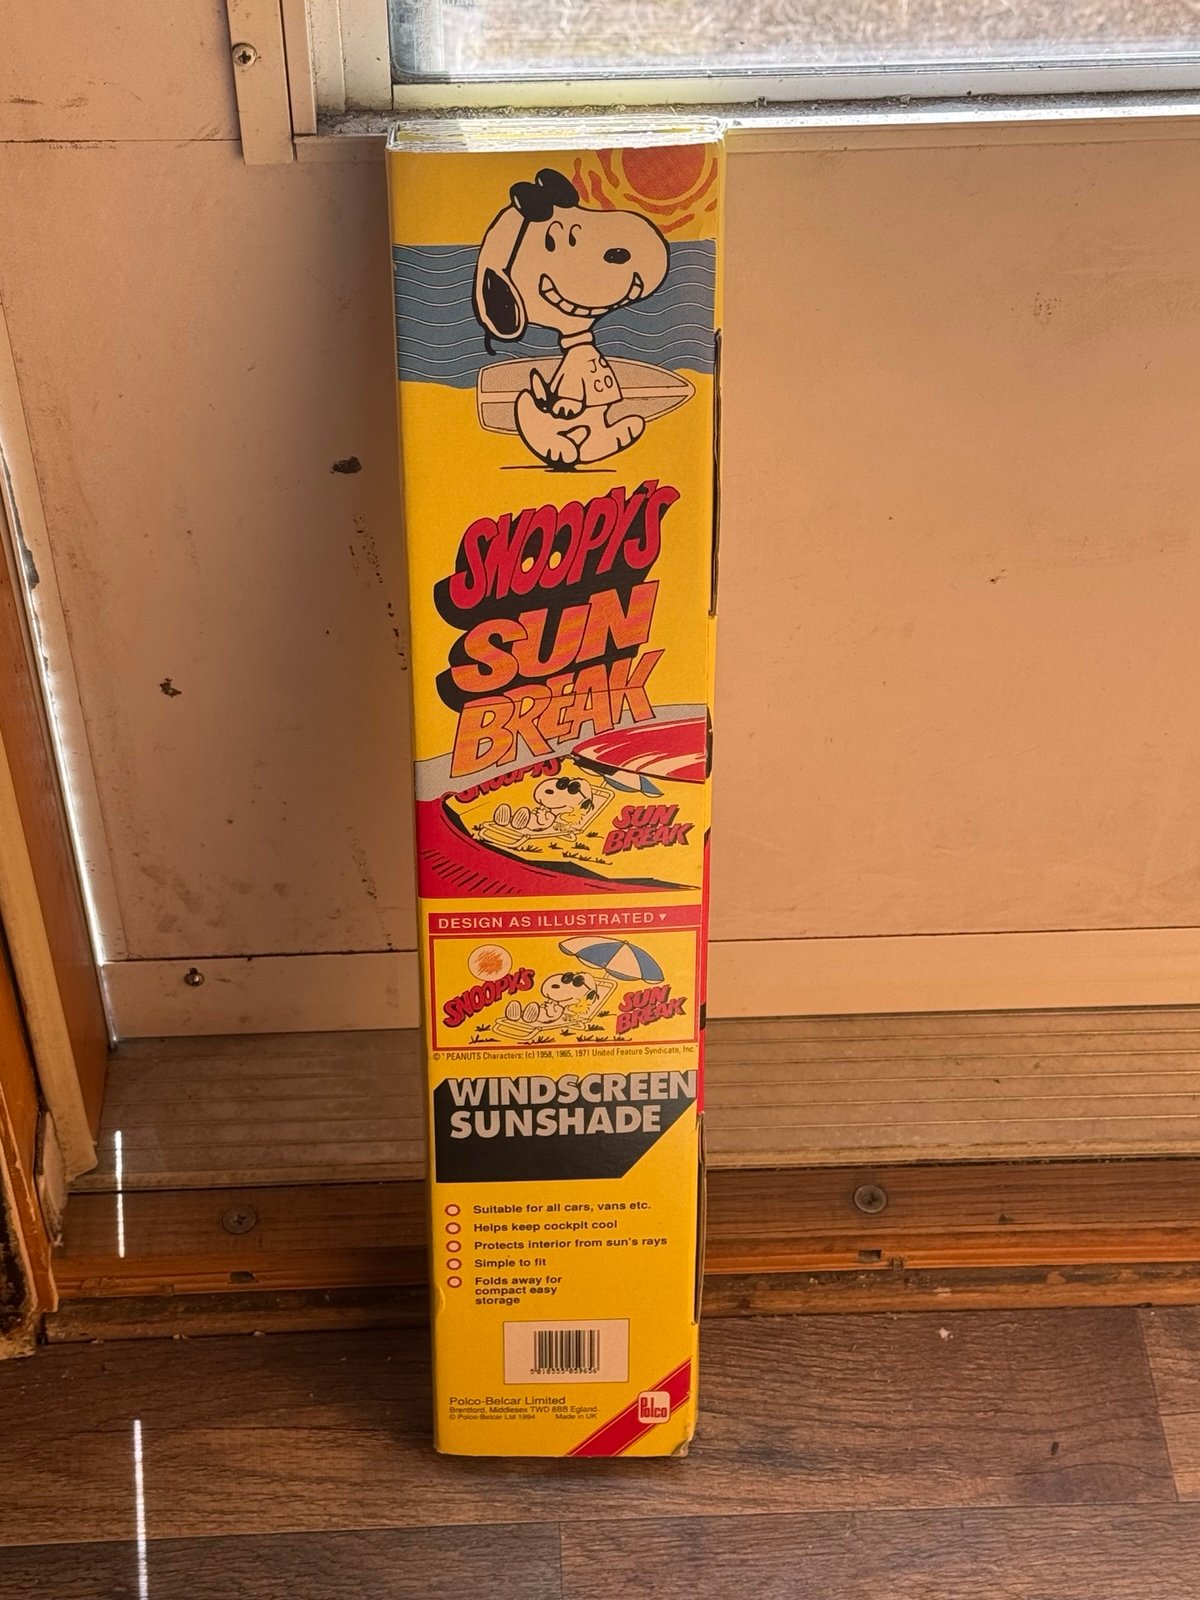 JO
CO
SNOOPY'S
SUN
BREAK
SNOOPY'S
SUN
BREAK
DESIGN AS ILLUSTRATED
SNOOPY'S
SUN
BREAK
© PEANUTS Characters: (c) 1958, 1965, 1971 United Feature Syndicate, Inc.
WINDSCREEN
SUNSHADE
Suitable for all cars, vans etc.
Helps keep cockpit cool
Protects interior from sun's rays
Simple to fit
Folds away for
compact easy
storage
Polco-Belcar Limited
Brentford, Middlesex TWD 8BB Egland.
© Polco-Belcar Ltd 1994 Made in UK
Polco